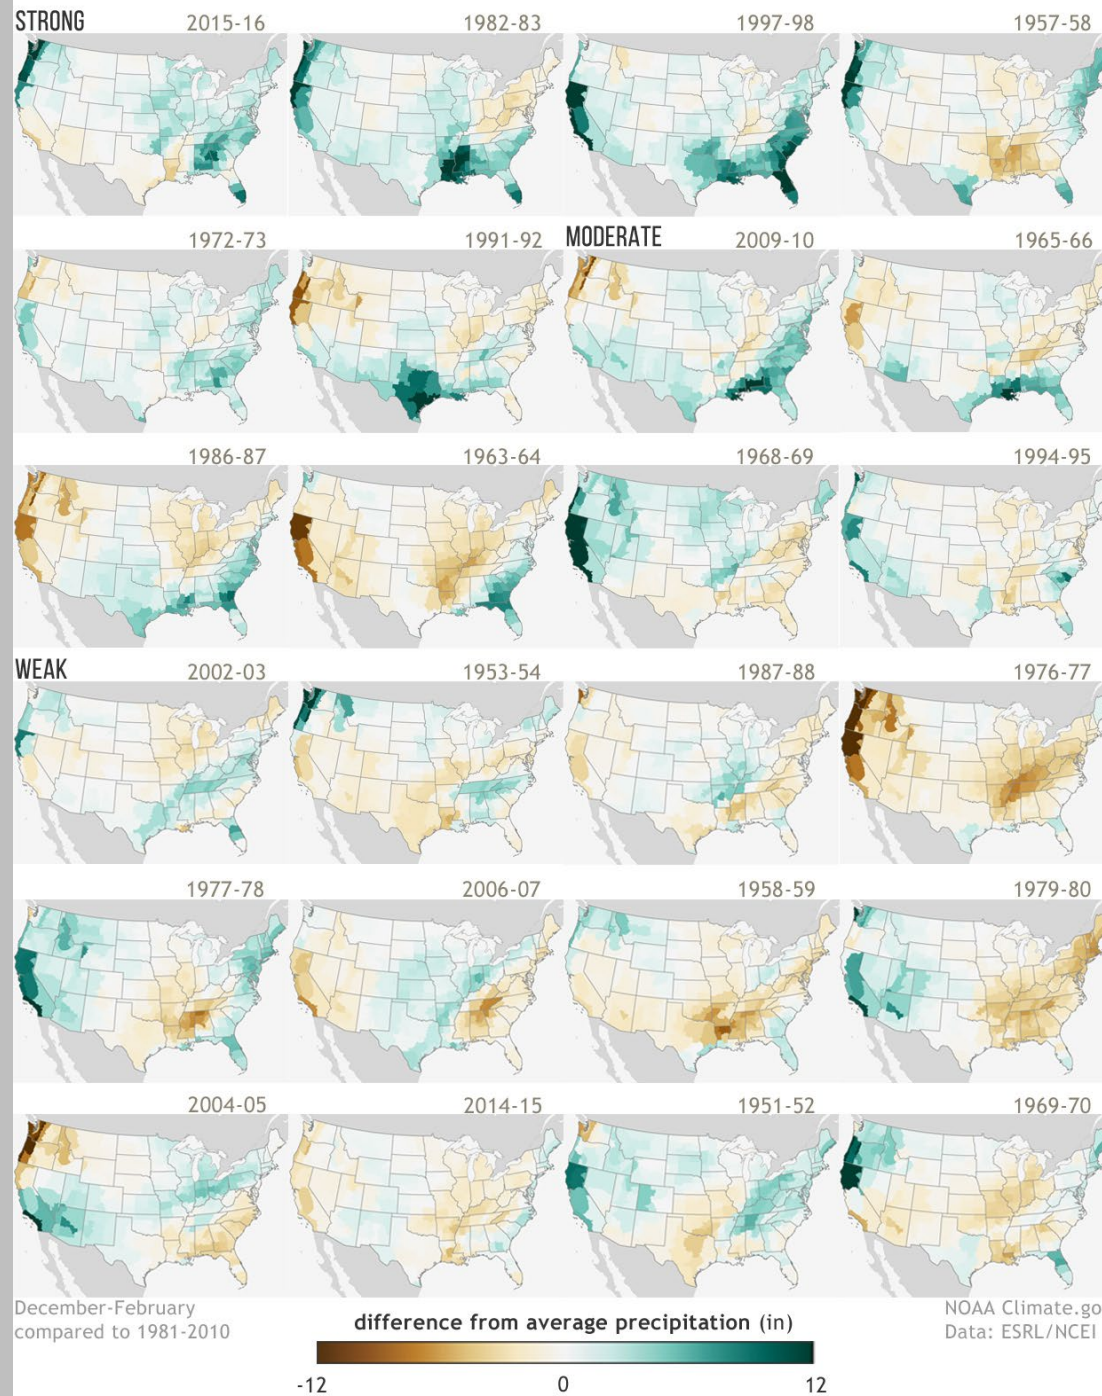 STRONG 2015-16 1982-83 1997-98 1957-58
1972-73 1991-92 MODERATE 2009-10 1965-66
1986-87 1963-64 1968-69 1994-95
WEAK 2002-03 1953-54 1987-88 1976-77
1977-78 2006-07 1958-59 1979-80
2004-05 2014-15 1951-52 1969-70
December-February
compared to 1981-2010
difference from average precipitation (in)
-12 0 12
NOAA Climate.go
Data: ESRL/NCEI